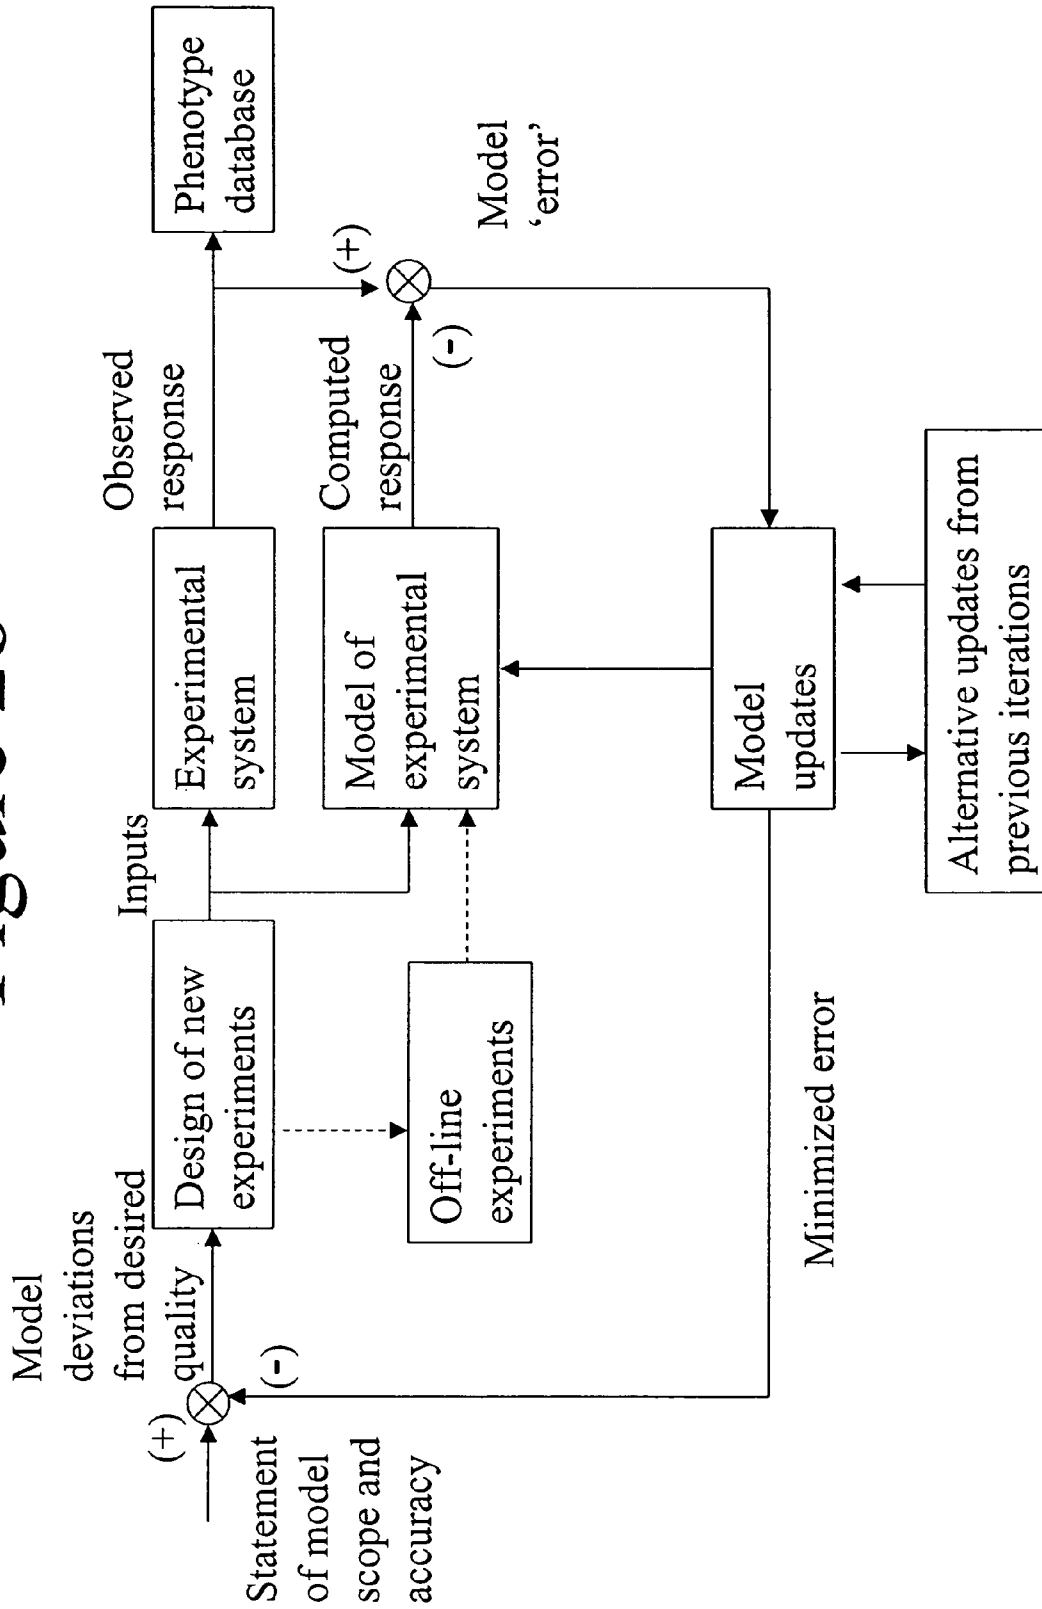 Figure
Model
deviations
from desired
quality
(+)
(-)
Statement
of model
scope and
accuracy
Design of new
experiments
Inputs
Experimental
system
Observed
response
Phenotype
database
Off-line
experiments
Model of
experimental
system
Computed
response
(+)
(-)
Model
‘error’
Minimized error
Model
updates
Alternative updates from
previous iterations